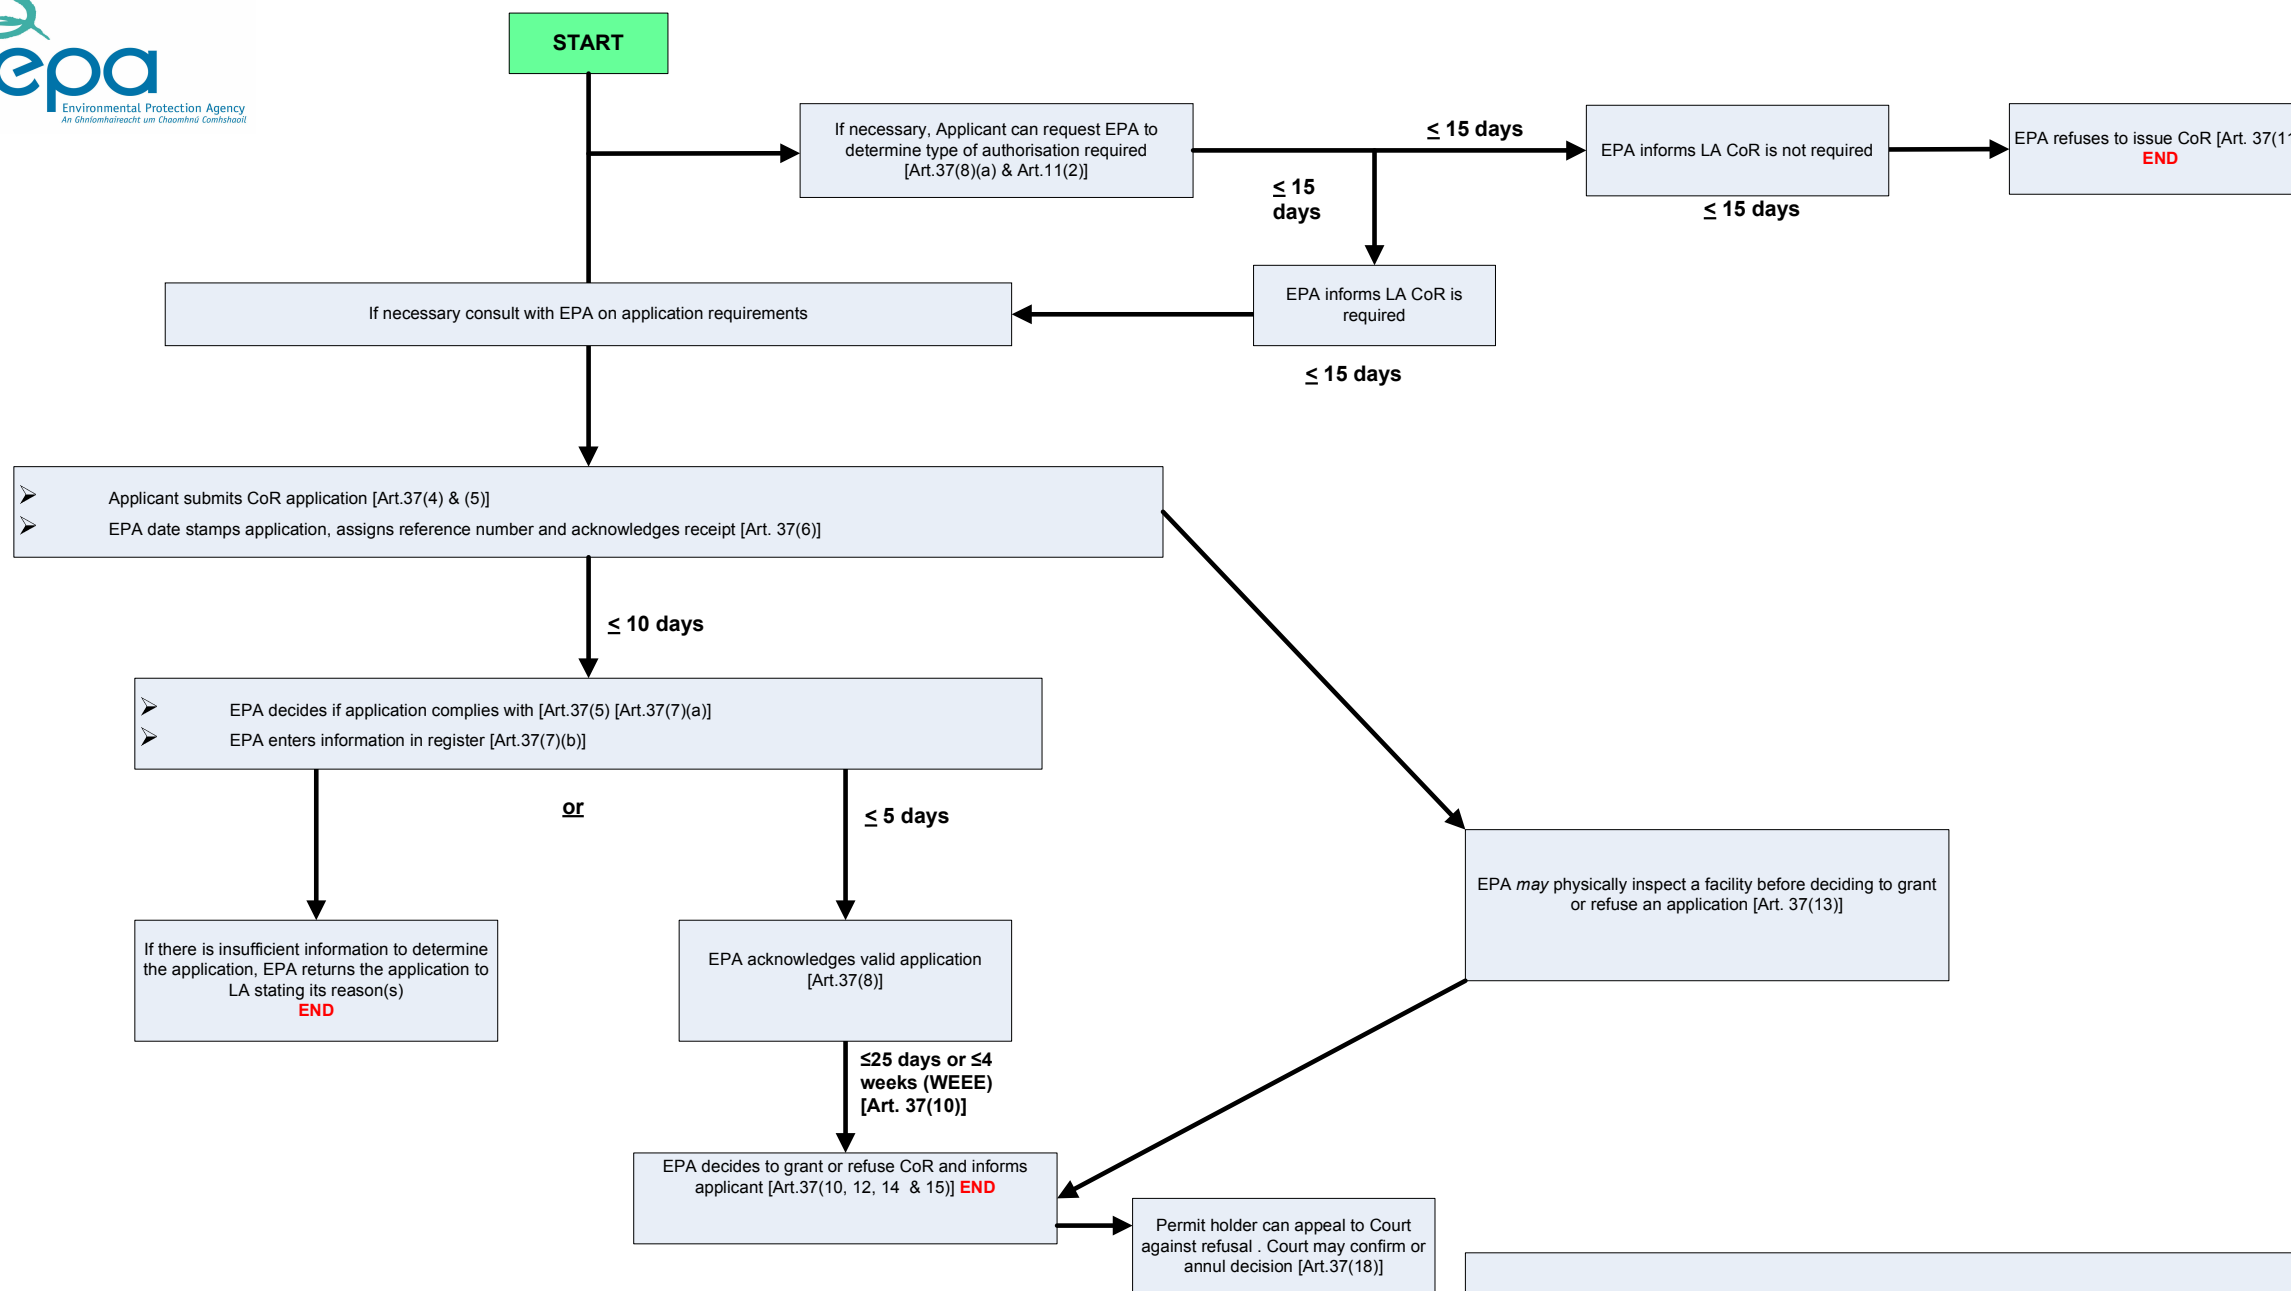 epa
Environmental Protection Agency
An Ghníomhaireacht um Chaomhnú Comhshaoil
START
If necessary, Applicant can request EPA to
determine type of authorisation required
[Art.37(8)(a) & Art.11(2)]
≤ 15 days
EPA informs LA CoR is not required
≤ 15 days
EPA refuses to issue CoR [Art. 37(11
END
≤ 15
days
If necessary consult with EPA on application requirements
EPA informs LA CoR is
required
≤ 15 days
➢ Applicant submits CoR application [Art.37(4) & (5)]
➢ EPA date stamps application, assigns reference number and acknowledges receipt [Art. 37(6)]
≤ 10 days
➢ EPA decides if application complies with [Art.37(5) [Art.37(7)(a)]
➢ EPA enters information in register [Art.37(7)(b)]
or
≤ 5 days
EPA may physically inspect a facility before deciding to grant
or refuse an application [Art. 37(13)]
If there is insufficient information to determine
the application, EPA returns the application to
LA stating its reason(s)
END
EPA acknowledges valid application
[Art.37(8)]
≤25 days or ≤4
weeks (WEEE)
[Art. 37(10)]
EPA decides to grant or refuse CoR and informs
applicant [Art.37(10, 12, 14 & 15)] END
Permit holder can appeal to Court
against refusal . Court may confirm or
annul decision [Art.37(18)]